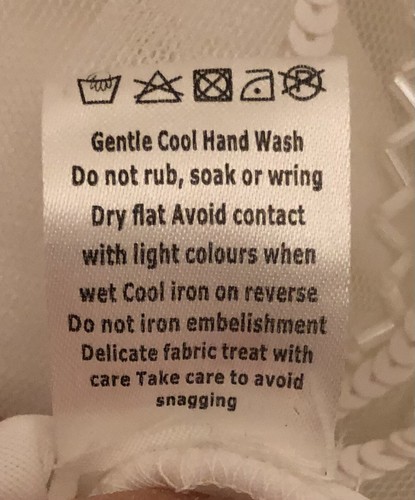 P
Gentle Cool Hand Wash
Do not rub, soak or wring
Dry flat Avoid contact
with light colours when
wet Cool iron on reverse
Do not iron embelishment
Delicate fabric treat with
care Take care to avoid
snagging